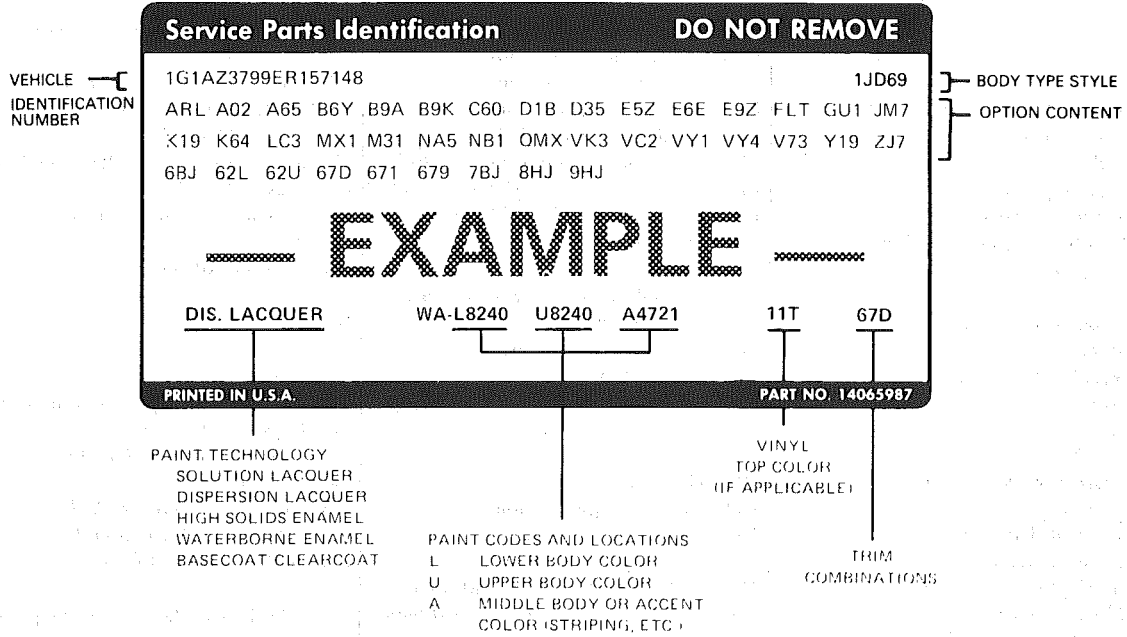 Service Parts Identification DO NOT REMOVE
VEHICLE IDENTIFICATION NUMBER
1G1AZ3799ER157148 1JD69
BODY TYPE STYLE
ARL A02 A65 B6Y B9A B9K C60 D1B D35 E5Z E6E E9Z FLT GU1 JM7
OPTION CONTENT
K19 K64 LC3 MX1 M31 NA5 NB1 OMX VK3 VC2 VY1 VY4 V73 Y19 ZJ7
6BJ 62L 62U 67D 671 679 7BJ 8HJ 9HJ
EXAMPLE
DIS. LACQUER WA-L8240 U8240 A4721 11T 67D
PRINTED IN U.S.A. PART NO. 14065987
PAINT TECHNOLOGY
SOLUTION LACQUER
DISPERSION LACQUER
HIGH SOLIDS ENAMEL
WATERBORNE ENAMEL
BASECOAT CLEARCOAT
PAINT CODES AND LOCATIONS
L LOWER BODY COLOR
U UPPER BODY COLOR
A MIDDLE BODY OR ACCENT
COLOR (STRIPING, ETC.)
VINYL
TOP COLOR
(IF APPLICABLE)
TRIM
COMBINATIONS